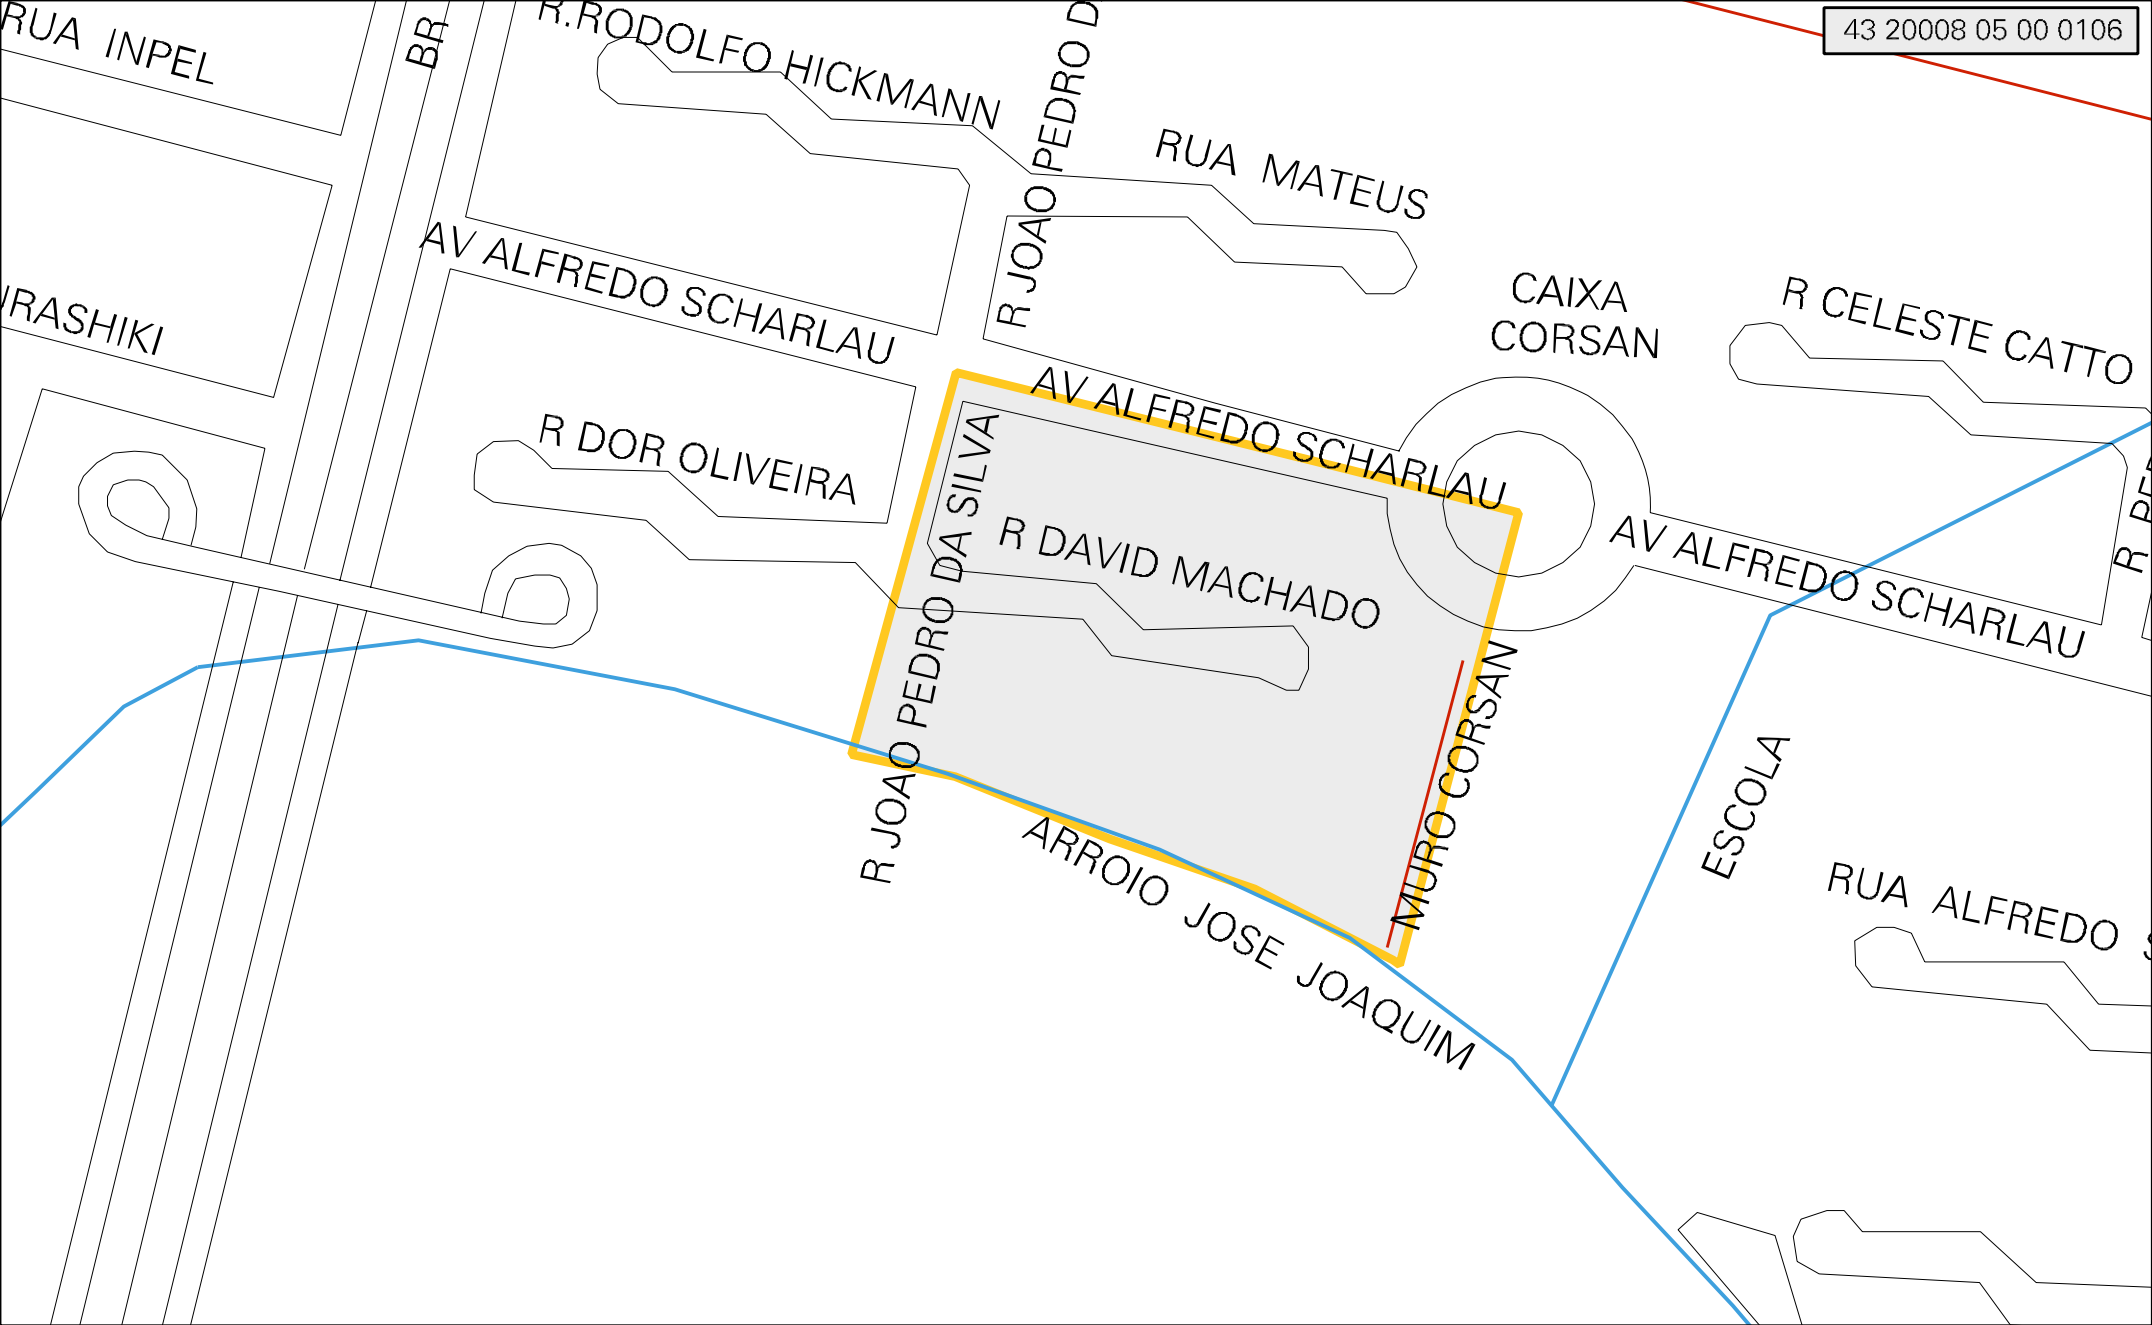 43 20008 05 00 0106
RUA INPEL
BR
R.RODOLFO HICKMANN
R JOAO PEDRO D
RUA MATEUS
AV ALFREDO SCHARLAU
CAIXA
CORSAN
R CELESTE CATTO
RASHIKI
AV ALFREDO SCHARLAU
R DOR OLIVEIRA
R DAVID MACHADO
AV ALFREDO SCHARLAU
R JOAO PEDRO DA SILVA
MURO CORSAN
ARROIO JOSE JOAQUIM
ESCOLA
RUA ALFREDO
R